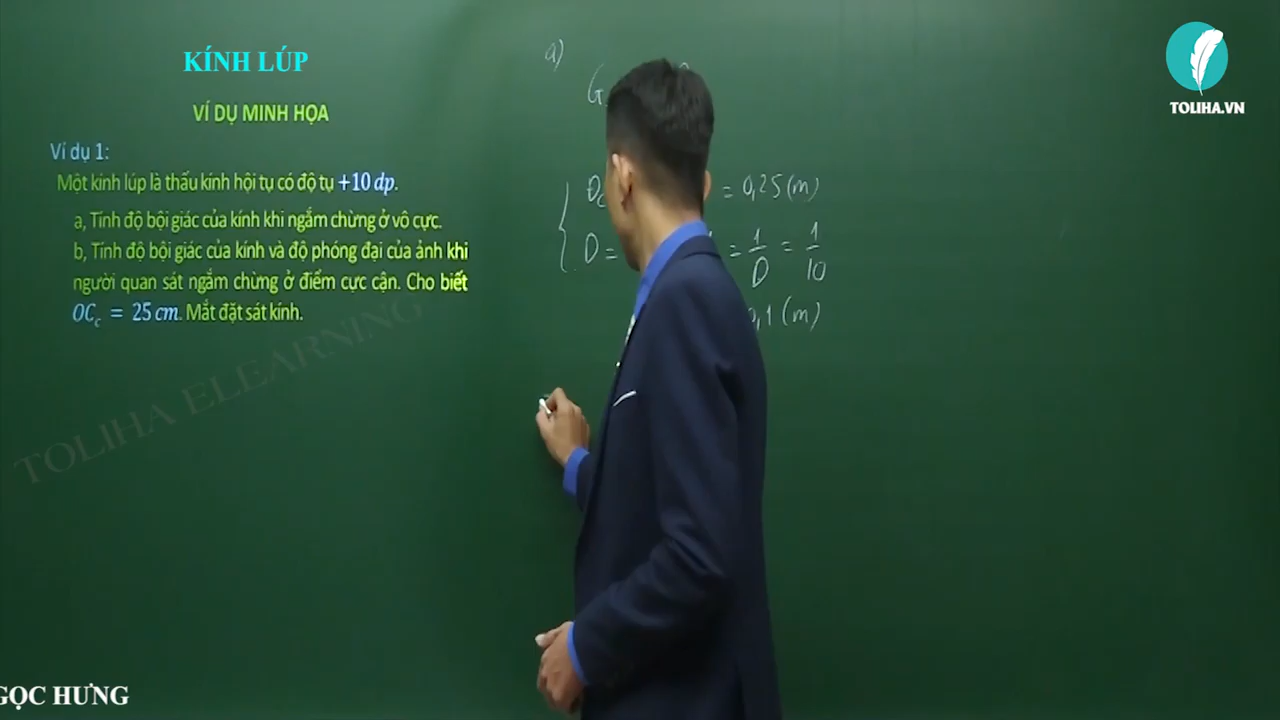 KÍNH LÚP
VÍ DỤ MINH HỌA
Ví dụ 1:
Một kính lúp là thấu kính hội tụ có độ tụ +10 dp.
a, Tính độ bội giác của kính khi ngắm chừng ở vô cực.
b, Tính độ bội giác của kính và độ phóng đại của ảnh khi
người quan sát ngắm chừng ở điểm cực cận. Cho biết
OC_c = 25 cm. Mắt đặt sát kính.
TOLIHA ELEARNING
GỌC HƯNG
a)
G
= 0,25 (m)
D = = 1/D = 1/10
0,1 (m)
TOLIHA.VN